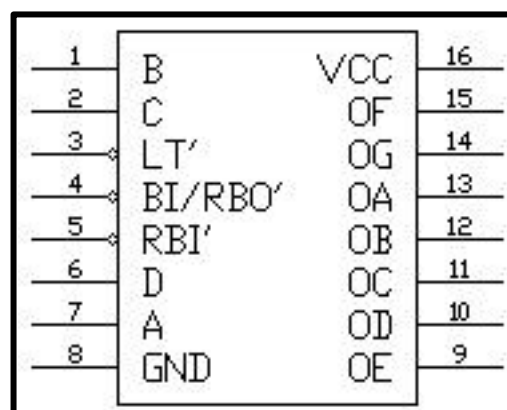 1 B VCC 16
2 C OF 15
3 LT' OG 14
4 BI/RBO' OA 13
5 RBI' OB 12
6 D OC 11
7 A OD 10
8 GND OE 9